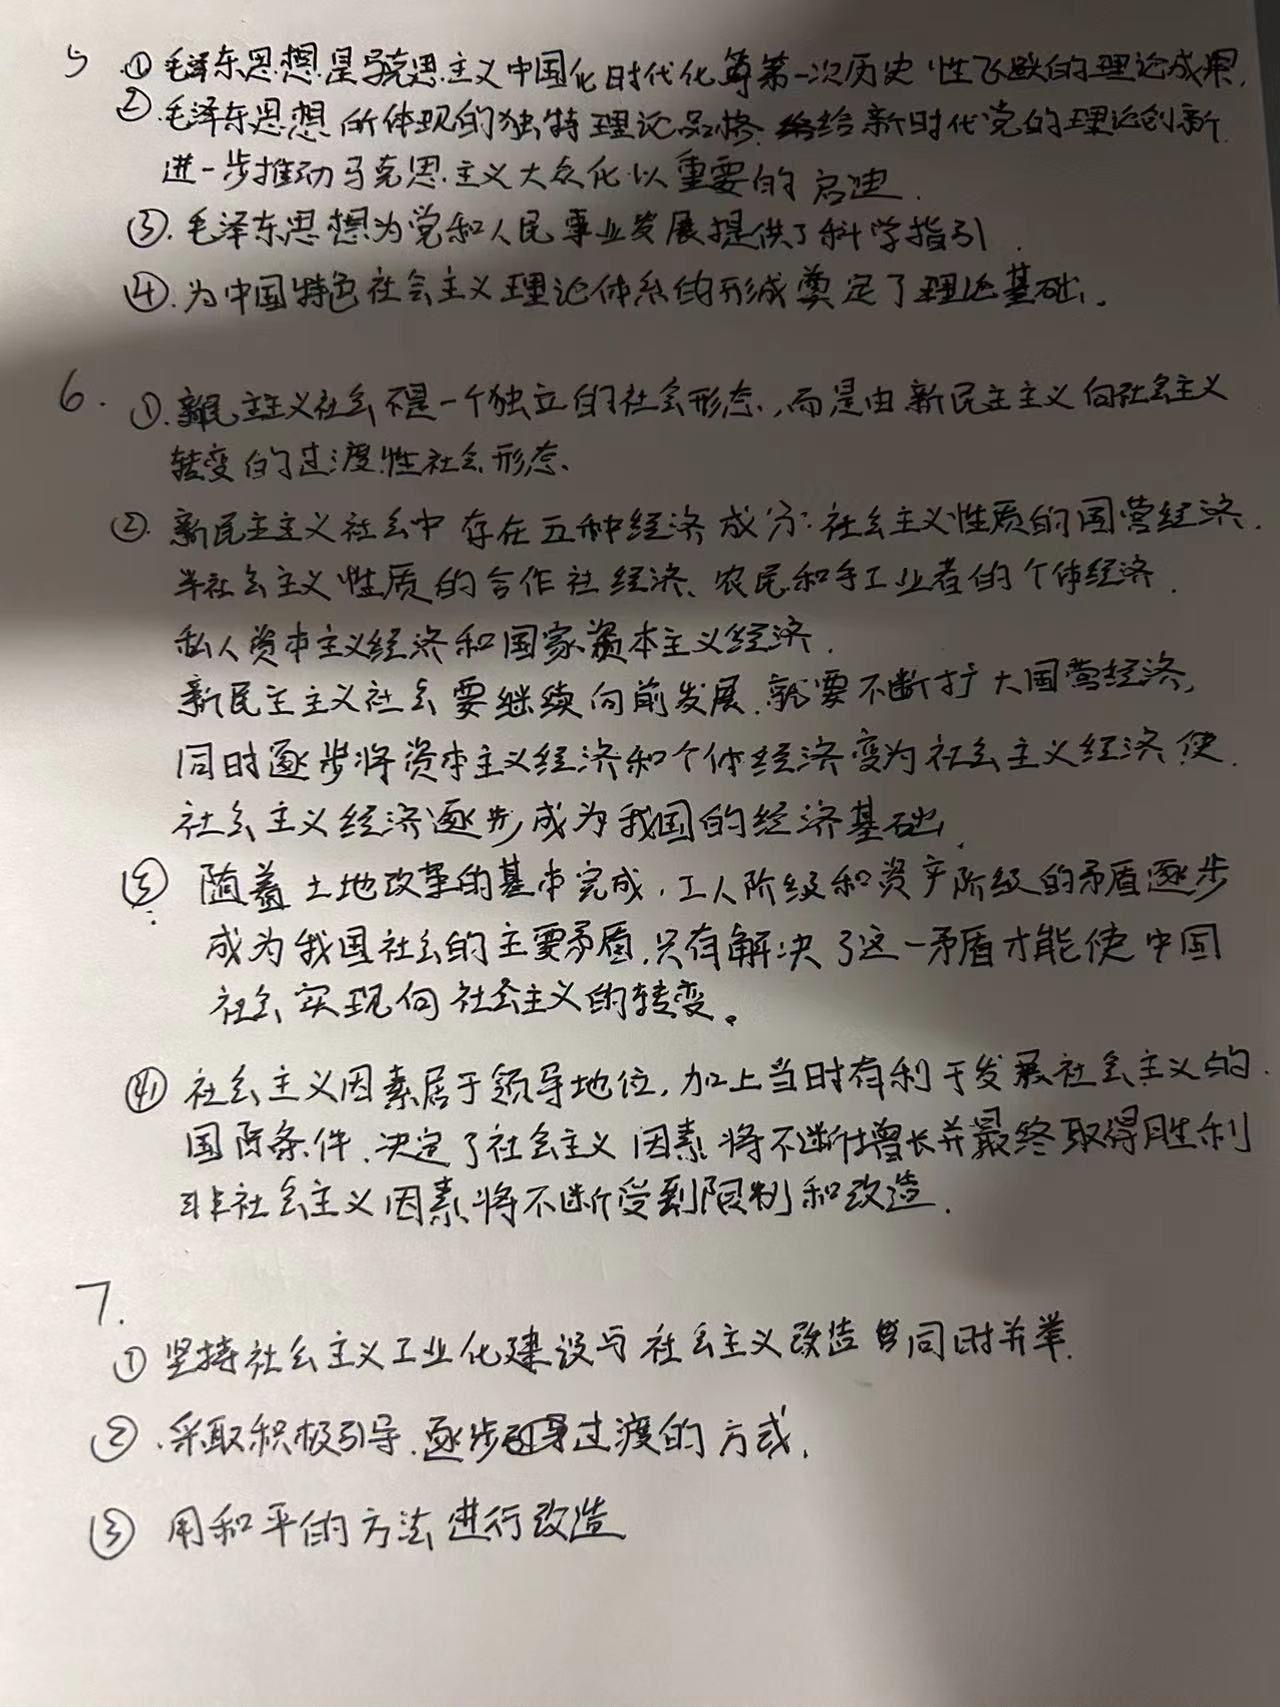 5 ①毛泽东思想是马克思主义中国化时代化第一次历史性飞跃的理论成果.
②.毛泽东思想所体现的独特理论品格.给新时代党的理论创新
进一步推动马克思主义大众化以重要的启迪.
③.毛泽东思想为党和人民事业发展提供了科学指引.
④.为中国特色社会主义理论体系的形成奠定了理论基础.
6. ①.新民主主义社会不是一个独立的社会形态,而是由新民主主义向社会主义
转变的过渡性社会形态、
②.新民主主义社会中存在五种经济成分:社会主义性质的国营经济.
半社会主义性质的合作社经济、农民和手工业者的个体经济.
私人资本主义经济和国家资本主义经济.
新民主主义社会要继续向前发展.就要不断扩大国营经济,
同时逐步将资本主义经济和个体经济变为社会主义经济.使.
社会主义经济逐步成为我国的经济基础.
③ 随着土地改革的基本完成,工人阶级和资产阶级的矛盾逐步
成为我国社会的主要矛盾.只有解决了这一矛盾才能使中国
社会实现向社会主义的转变。
④ 社会主义因素居于领导地位,加上当时有利于发展社会主义的.
国际条件.决定了社会主义因素将不断增长并最终取得胜利
非社会主义因素将不断受到限制和改造.
7.
① 坚持社会主义工业化建设与社会主义改造同时并举.
②.采取积极引导.逐步过渡的方式.
③ 用和平的方法进行改造